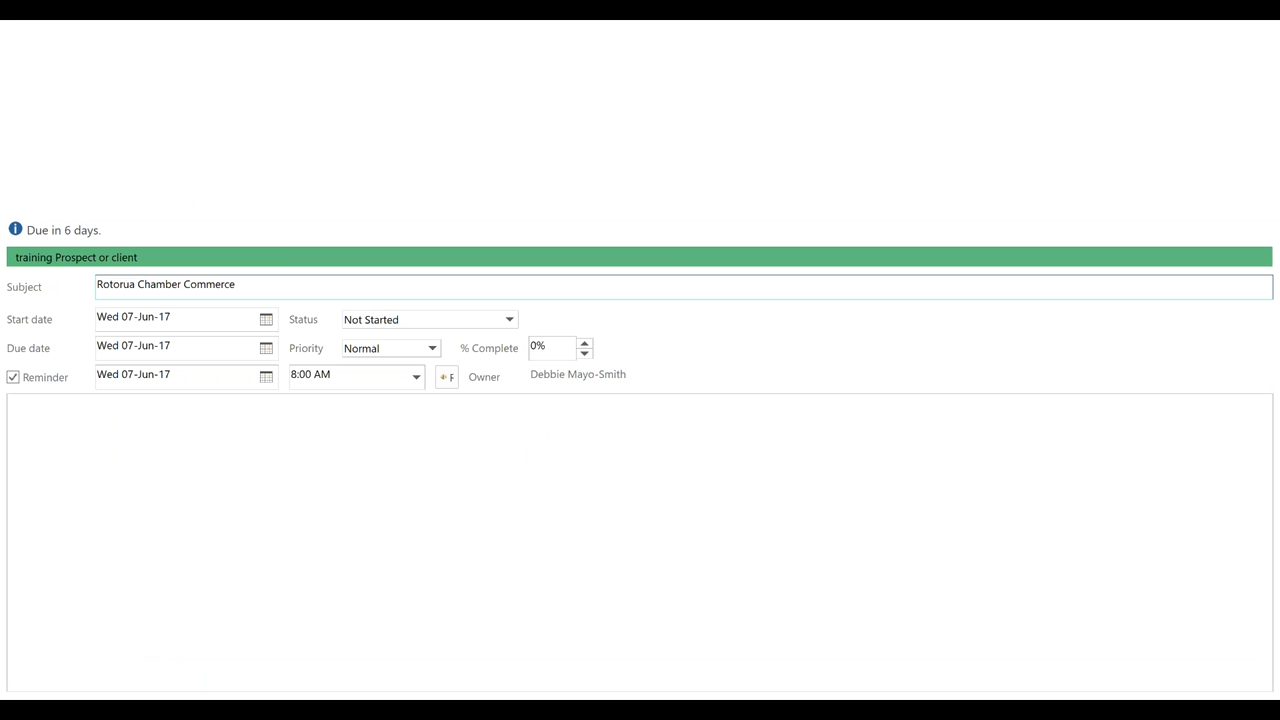 Due in 6 days.
training Prospect or client
Subject Rotorua Chamber Commerce
Start date Wed 07-Jun-17 Status Not Started
Due date Wed 07-Jun-17 Priority Normal % Complete 0%
Reminder Wed 07-Jun-17 8:00 AM Owner Debbie Mayo-Smith